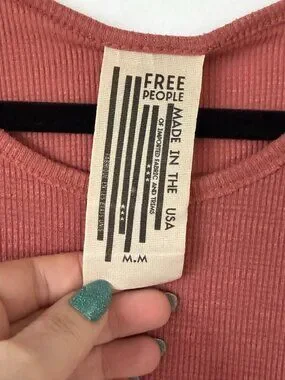 FREE
PEOPLE
MADE IN THE USA
OF IMPORTED FABRIC AND TRIMS
M.M